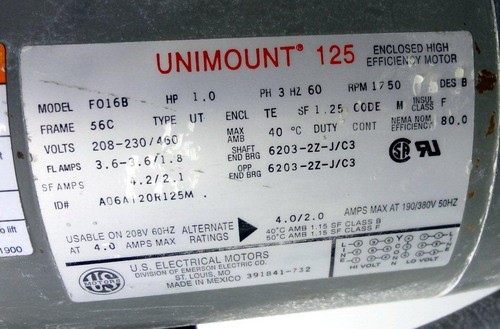 UNIMOUNT® 125 ENCLOSED HIGH EFFICIENCY MOTOR
MODEL FO16B HP 1.0 PH 3 HZ 60 RPM 1750 DES B
FRAME 56C TYPE UT ENCL TE SF 1.25 CODE M INSUL CLASS F
VOLTS 208-230/460 MAX AMB 40 °C DUTY CONT NEMA NOM EFFICIENCY 80.0
FL AMPS 3.6-3.6/1.8 SHAFT END BRG 6203-2Z-J/C3
SF AMPS 4.2/2.1 OPP END BRG 6203-2Z-J/C3
ID# A06A120R125M
USABLE ON 208V 60HZ AT 4.0 AMPS MAX ALTERNATE RATINGS 4.0/2.0 AMPS MAX AT 190/380V 50HZ
40°C AMB 1.15 SF CLASS B
50°C AMB 1.15 SF CLASS F
U.S. ELECTRICAL MOTORS
DIVISION OF EMERSON ELECTRIC CO.
ST. LOUIS, MO
MADE IN MEXICO 391841-732
LINE
HI VOLT LO VOLT
MOTORS
to lift
1900